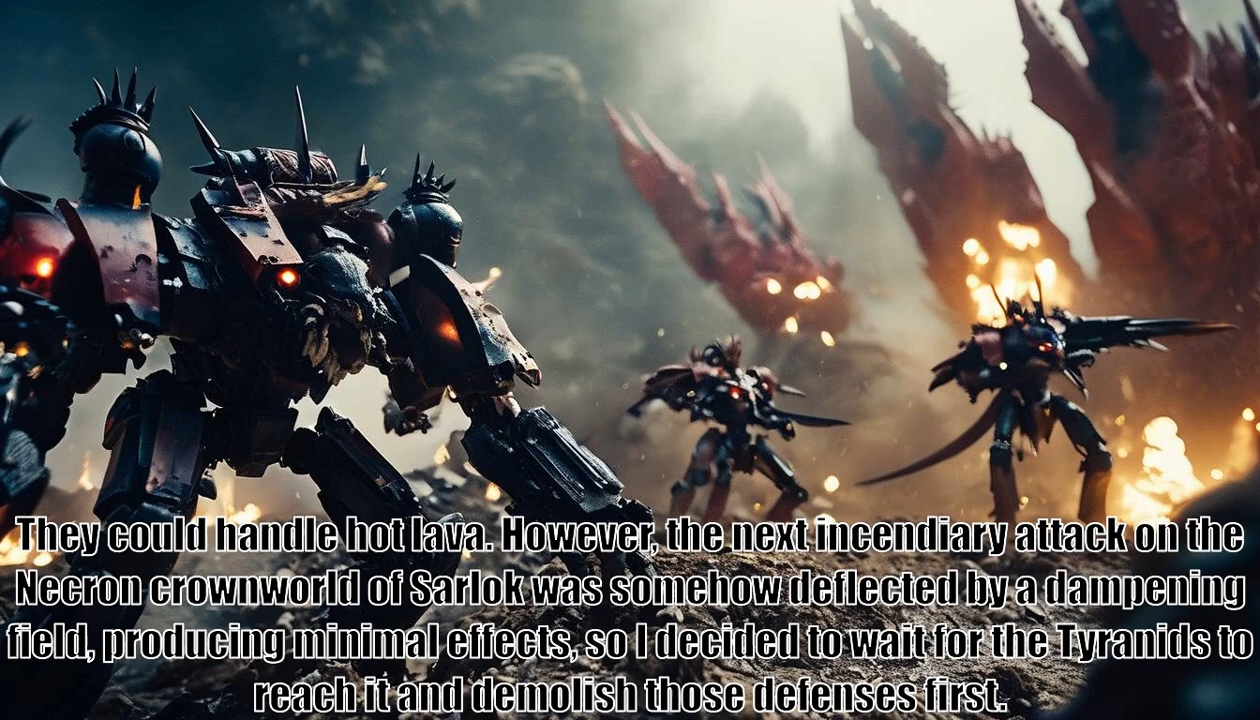 They could handle hot lava. However, the next incendiary attack on the
Necron crownworld of Sarlok was somehow deflected by a dampening
field, producing minimal effects, so I decided to wait for the Tyranids to
reach it and demolish those defenses first.